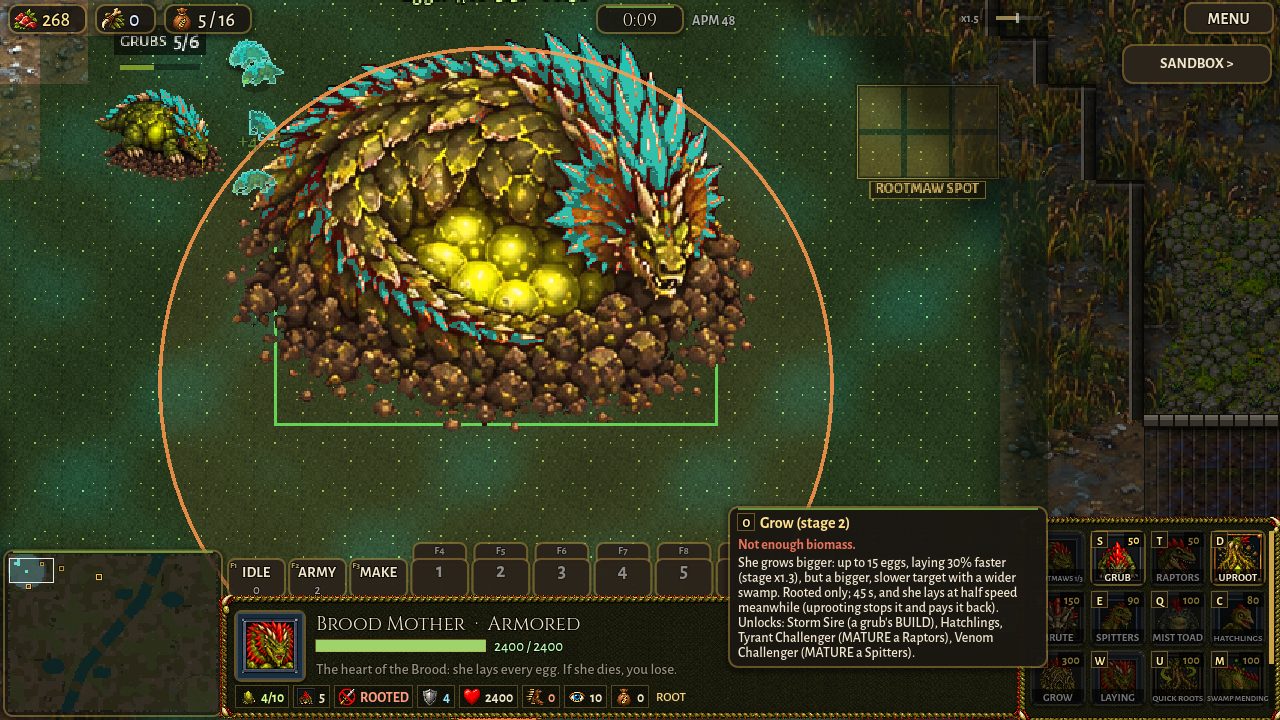 268
0
5/16
0:09
APM 48
x1.5
MENU
SANDBOX >
GRUBS 5/6
ROOTMAW SPOT
O Grow (stage 2)
Not enough biomass.
She grows bigger: up to 15 eggs, laying 30% faster
(stage x1.3), but a bigger, slower target with a wider
swamp. Rooted only; 45 s, and she lays at half speed
meanwhile (uprooting stops it and pays it back).
Unlocks: Storm Sire (a grub's BUILD), Hatchlings,
Tyrant Challenger (MATURE a Raptors), Venom
Challenger (MATURE a Spitters).
F1 IDLE 0
F2 ARMY 2
F3 MAKE
F4 1
F5 2
F6 3
F7 4
F8 5
BROOD MOTHER · ARMORED
2400 / 2400
The heart of the Brood: she lays every egg. If she dies, you lose.
4/10
5
ROOTED
4
2400
0
10
0
ROOT
S 50 GRUB
T 50 RAPTORS
D UPROOT
150
E 90 SPITTERS
Q 100 MIST TOAD
C 80 HATCHLINGS
300 GROW
W LAYING
U 100 QUICK ROOTS
M 100 SWAMP MENDING